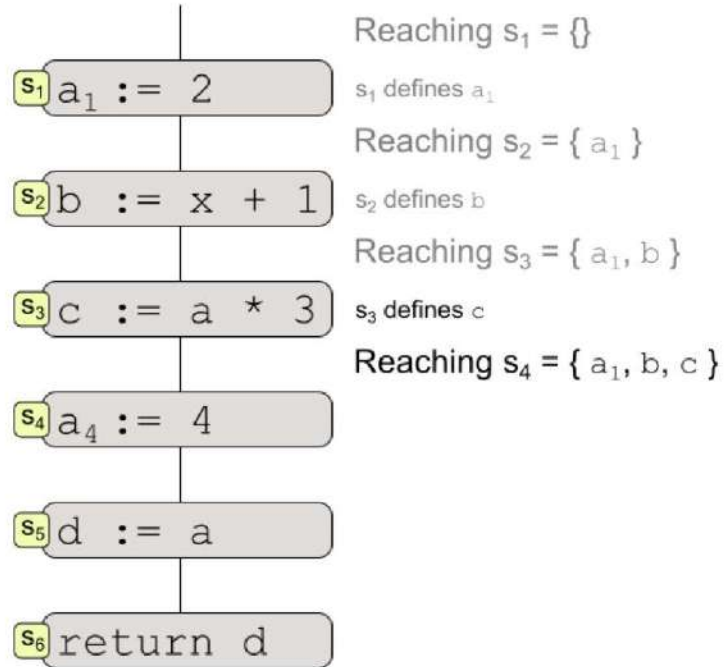 Reaching s₁ = {}
s₁ a₁ := 2
s₁ defines a₁
Reaching s₂ = { a₁ }
s₂ b := x + 1
s₂ defines b
Reaching s₃ = { a₁, b }
s₃ c := a * 3
s₃ defines c
Reaching s₄ = { a₁, b, c }
s₄ a₄ := 4
s₅ d := a
s₆ return d